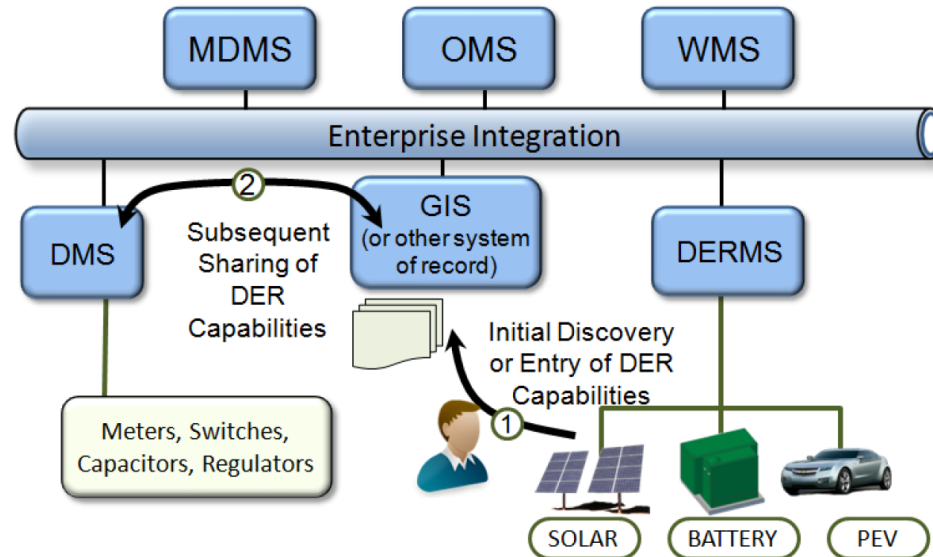 MDMS
OMS
WMS
Enterprise Integration
2
DMS
Subsequent
Sharing of
DER
Capabilities
GIS
(or other system
of record)
DERMS
Initial Discovery
or Entry of DER
Capabilities
1
Meters, Switches,
Capacitors, Regulators
SOLAR
BATTERY
PEV